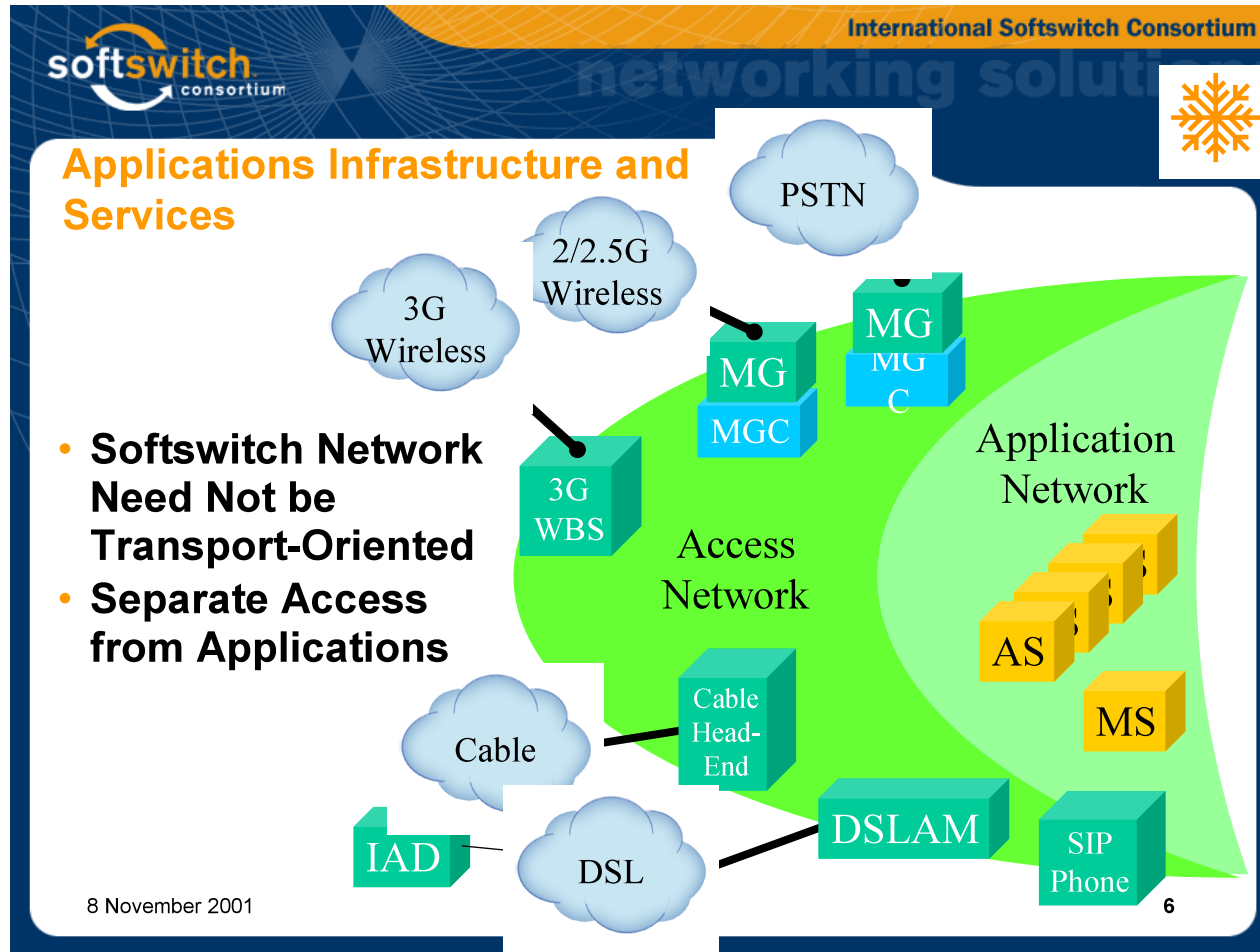 International Softswitch Consortium
softswitch
consortium
networking
Applications Infrastructure and
Services
PSTN
2/2.5G
Wireless
3G
Wireless
MG
MG
C
MG
MGC
3G
WBS
• Softswitch Network
Need Not be
Transport-Oriented
• Separate Access
from Applications
Application
Network
Access
Network
AS
MS
Cable
Head-
End
Cable
DSLAM
IAD
DSL
SIP
Phone
8 November 2001
6